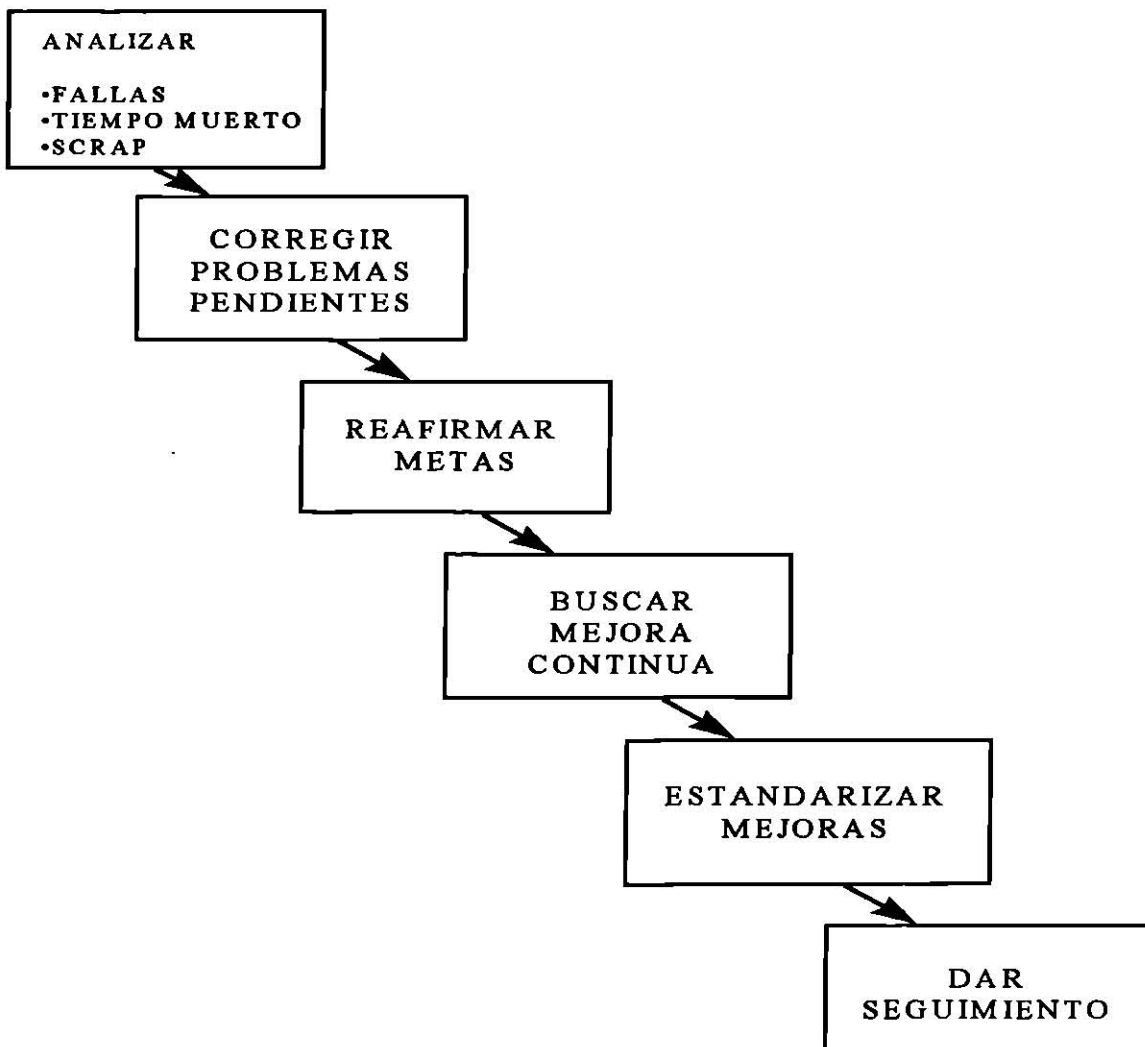 ANALIZAR
•FALLAS
•TIEMPO MUERTO
•SCRAP
CORREGIR
PROBLEMAS
PENDIENTES
REAFIRMAR
METAS
BUSCAR
MEJORA
CONTINUA
ESTANDARIZAR
MEJORAS
DAR
SEGUIMIENTO